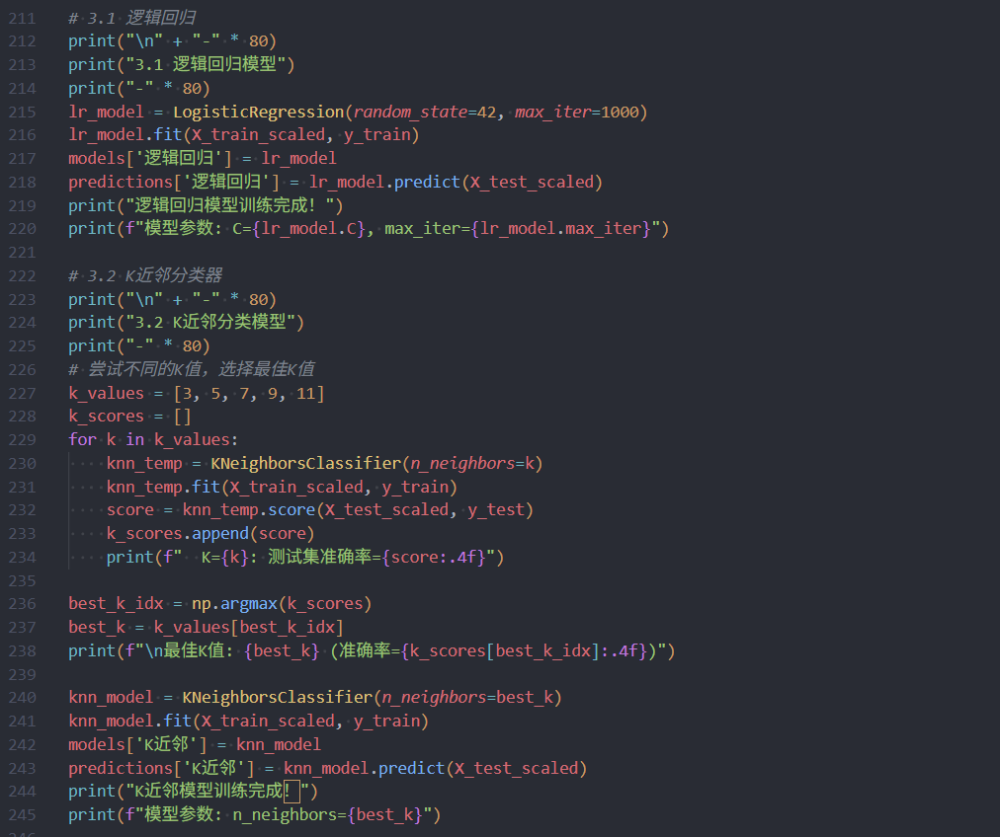 211 # 3.1 逻辑回归
212 print("\n" + "-" * 80)
213 print("3.1 逻辑回归模型")
214 print("-" * 80)
215 lr_model = LogisticRegression(random_state=42, max_iter=1000)
216 lr_model.fit(X_train_scaled, y_train)
217 models['逻辑回归'] = lr_model
218 predictions['逻辑回归'] = lr_model.predict(X_test_scaled)
219 print("逻辑回归模型训练完成！")
220 print(f"模型参数: C={lr_model.C}, max_iter={lr_model.max_iter}")
221
222 # 3.2 K近邻分类器
223 print("\n" + "-" * 80)
224 print("3.2 K近邻分类模型")
225 print("-" * 80)
226 # 尝试不同的K值，选择最佳K值
227 k_values = [3, 5, 7, 9, 11]
228 k_scores = []
229 for k in k_values:
230     knn_temp = KNeighborsClassifier(n_neighbors=k)
231     knn_temp.fit(X_train_scaled, y_train)
232     score = knn_temp.score(X_test_scaled, y_test)
233     k_scores.append(score)
234     print(f"  K={k}: 测试集准确率={score:.4f}")
235
236 best_k_idx = np.argmax(k_scores)
237 best_k = k_values[best_k_idx]
238 print(f"\n最佳K值: {best_k} (准确率={k_scores[best_k_idx]:.4f})")
239
240 knn_model = KNeighborsClassifier(n_neighbors=best_k)
241 knn_model.fit(X_train_scaled, y_train)
242 models['K近邻'] = knn_model
243 predictions['K近邻'] = knn_model.predict(X_test_scaled)
244 print("K近邻模型训练完成！")
245 print(f"模型参数: n_neighbors={best_k}")